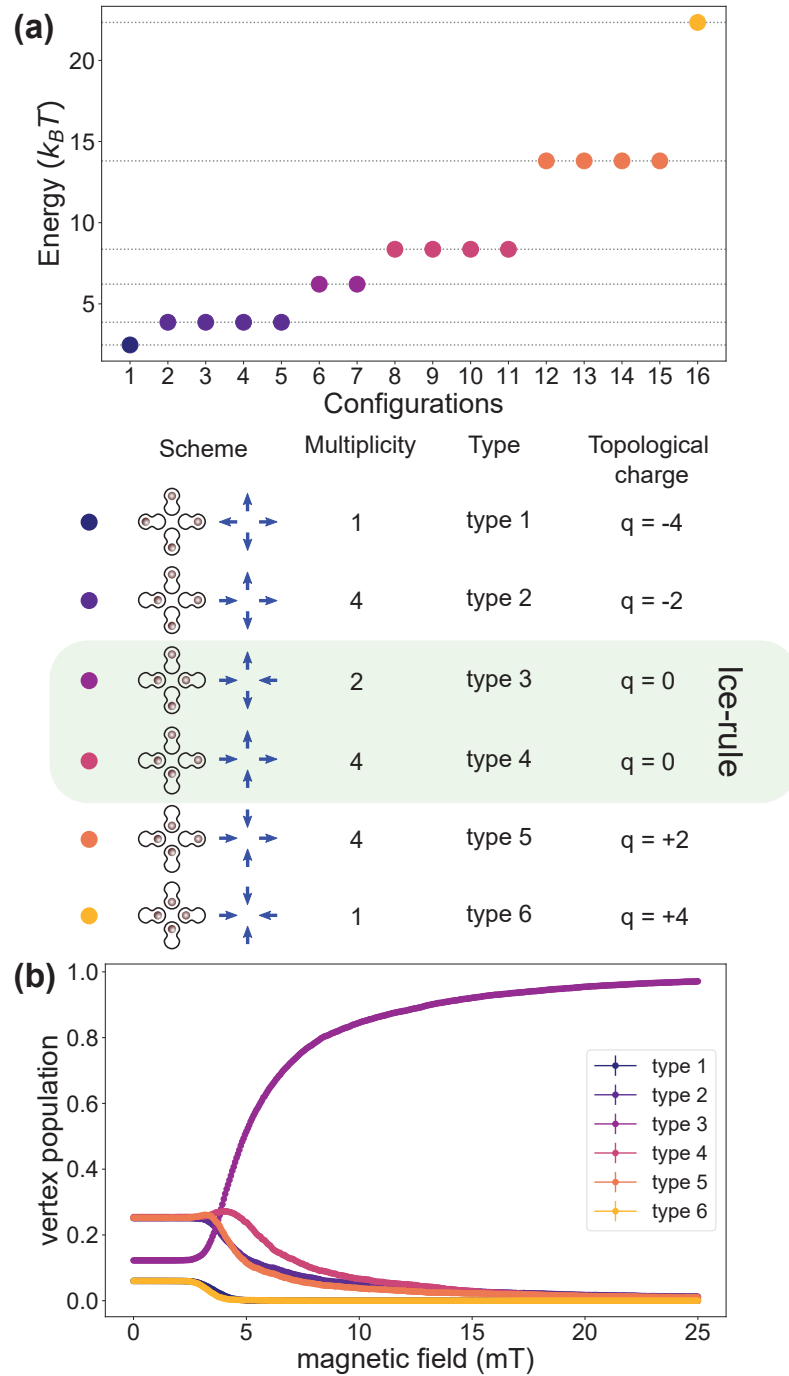 (a)
Energy (k_BT)
20
15
10
5
1 2 3 4 5 6 7 8 9 10 11 12 13 14 15 16
Configurations
Scheme Multiplicity Type Topological charge
1 type 1 q = -4
4 type 2 q = -2
2 type 3 q = 0
4 type 4 q = 0
Ice-rule
4 type 5 q = +2
1 type 6 q = +4
(b)
vertex population
1.0
0.8
0.6
0.4
0.2
0.0
type 1
type 2
type 3
type 4
type 5
type 6
0 5 10 15 20 25
magnetic field (mT)